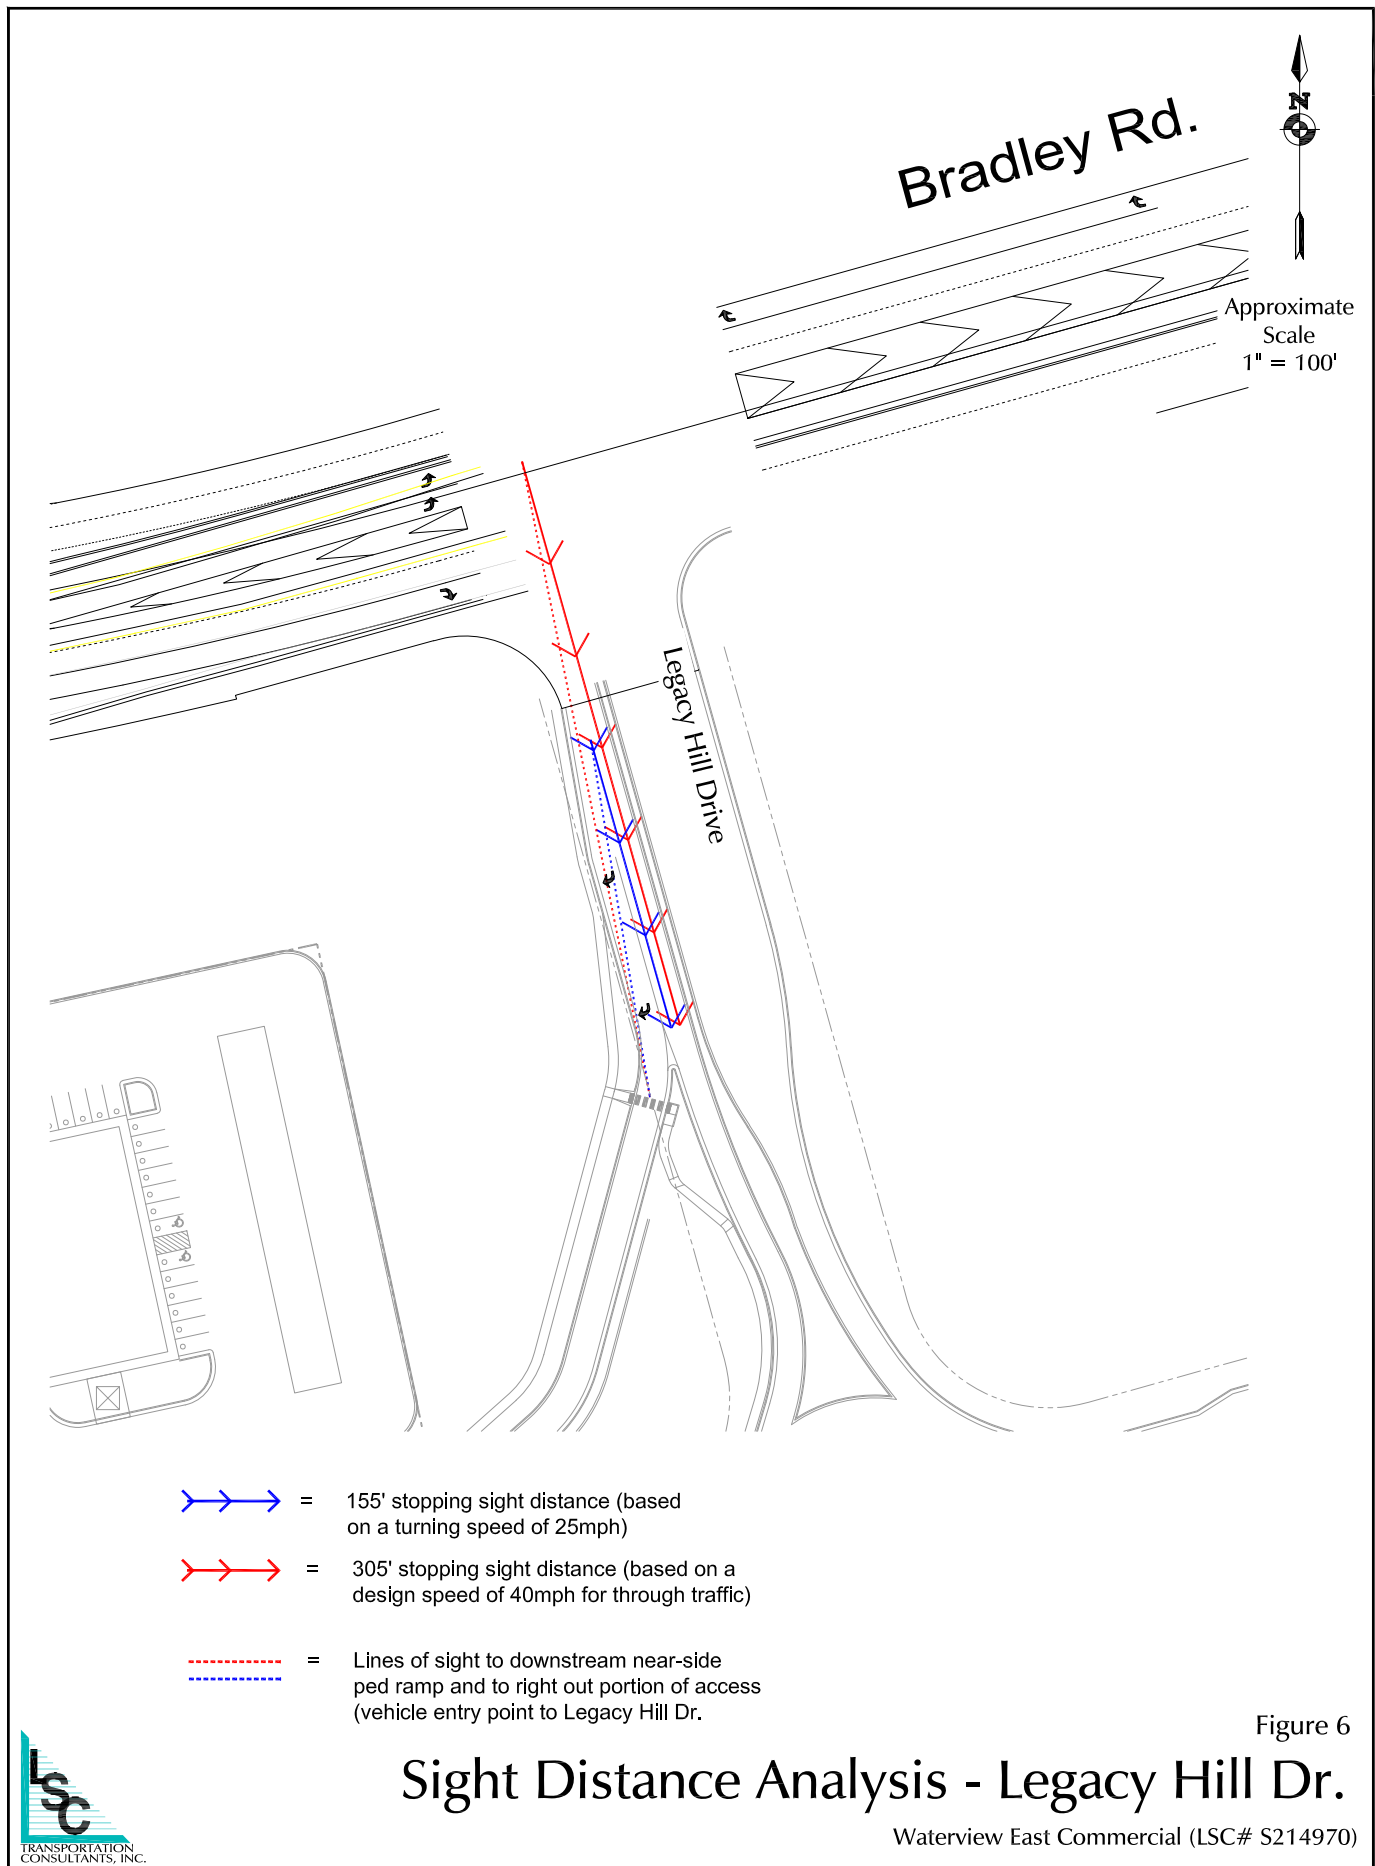 Bradley Rd.
N
Approximate
Scale
1" = 100'
Legacy Hill Drive
= 155' stopping sight distance (based
on a turning speed of 25mph)
= 305' stopping sight distance (based on a
design speed of 40mph for through traffic)
= Lines of sight to downstream near-side
ped ramp and to right out portion of access
(vehicle entry point to Legacy Hill Dr.
Figure 6
Sight Distance Analysis - Legacy Hill Dr.
Waterview East Commercial (LSC# S214970)
LSC
TRANSPORTATION
CONSULTANTS, INC.